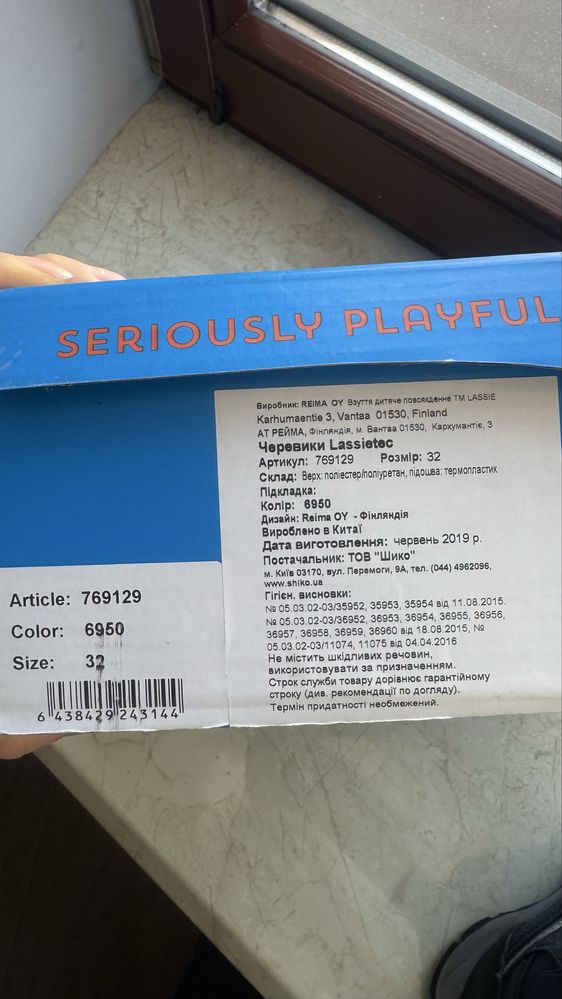 SERIOUSLY PLAYFUL
Виробник: REIMA OY Взуття дитяче повсякденне ТМ LASSIE
Karhumaentie 3, Vantaa 01530, Finland
АТ РЕЙМА, Фінляндія, м. Вантаа 01530, Кархумантіє, 3
Черевики Lassietec
Артикул: 769129 Розмір: 32
Склад: Верх: поліестер/поліуретан, підошва: термопластик
Підкладка:
Колір: 6950
Дизайн: Reima OY - Фінляндія
Вироблено в Китаї
Дата виготовлення: червень 2019 р.
Постачальник: ТОВ "Шико"
м. Київ 03170, вул. Перемоги, 9А, тел. (044) 4962096,
www.shiko.ua
Гігієн. висновки:
№ 05.03.02-03/35952, 35953, 35954 від 11.08.2015.
№ 05.03.02-03/36952, 36953, 36954, 36955, 36956,
36957, 36958, 36959, 36960 від 18.08.2015, №
05.03.02-03/11074, 11075 від 04.04.2016
Не містить шкідливих речовин,
використовувати за призначенням.
Строк служби товару дорівнює гарантійному
строку (див. рекомендації по догляду).
Термін придатності необмежений.
Article: 769129
Color: 6950
Size: 32
6 438429 243144